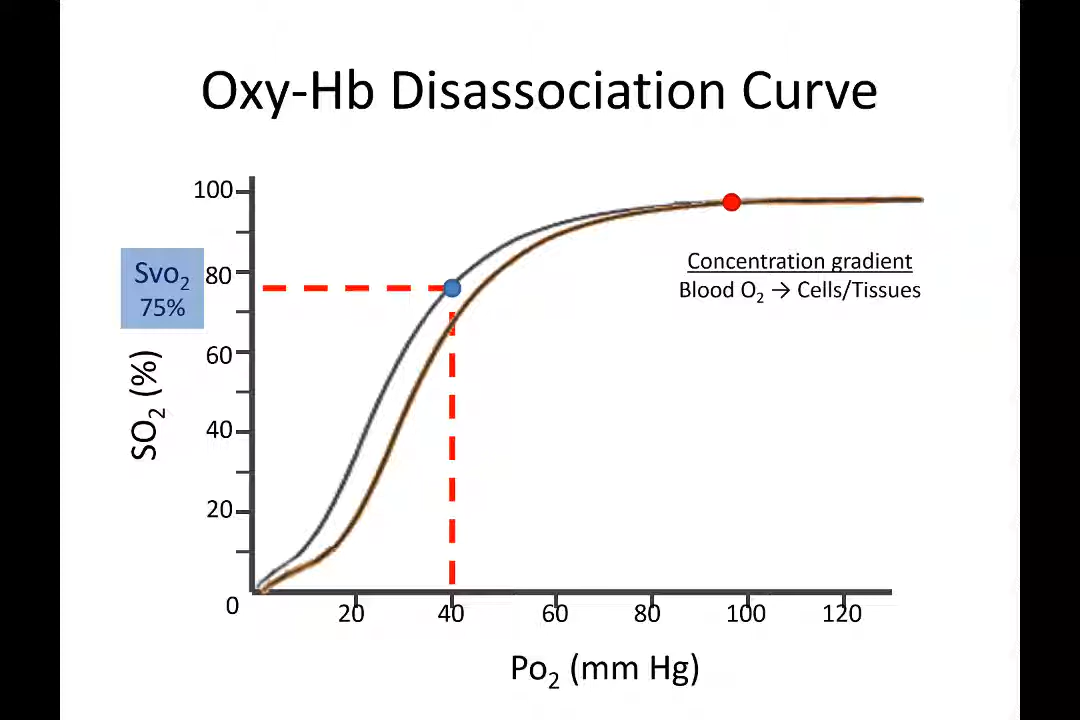 Oxy-Hb Disassociation Curve
100
80
60
40
20
0
Svo₂
75%
SO₂ (%)
Concentration gradient
Blood O₂ → Cells/Tissues
20 40 60 80 100 120
Po₂ (mm Hg)